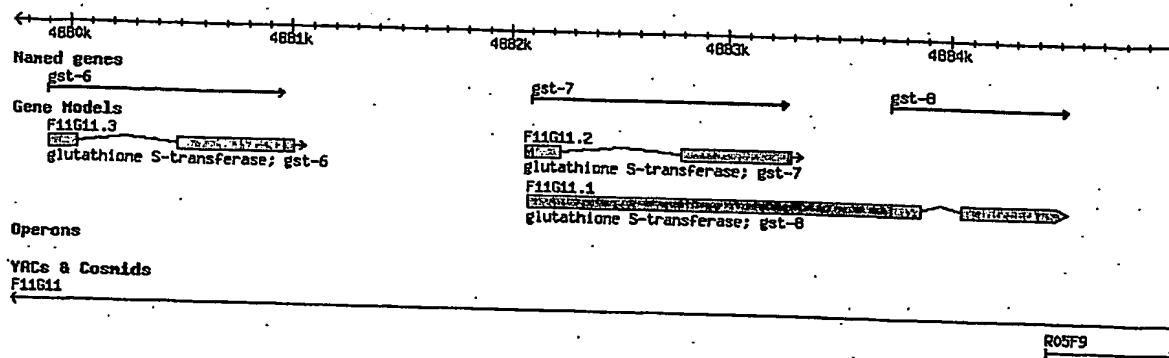 4880k 4881k 4882k 4883k 4884k
Named genes
gst-6 gst-7 gst-8
Gene Models
F11G11.3 F11G11.2
glutathione S-transferase; gst-6 glutathione S-transferase; gst-7
F11G11.1
glutathione S-transferase; gst-8
Operons
YACs & Cosmids
F11G11
R05F9